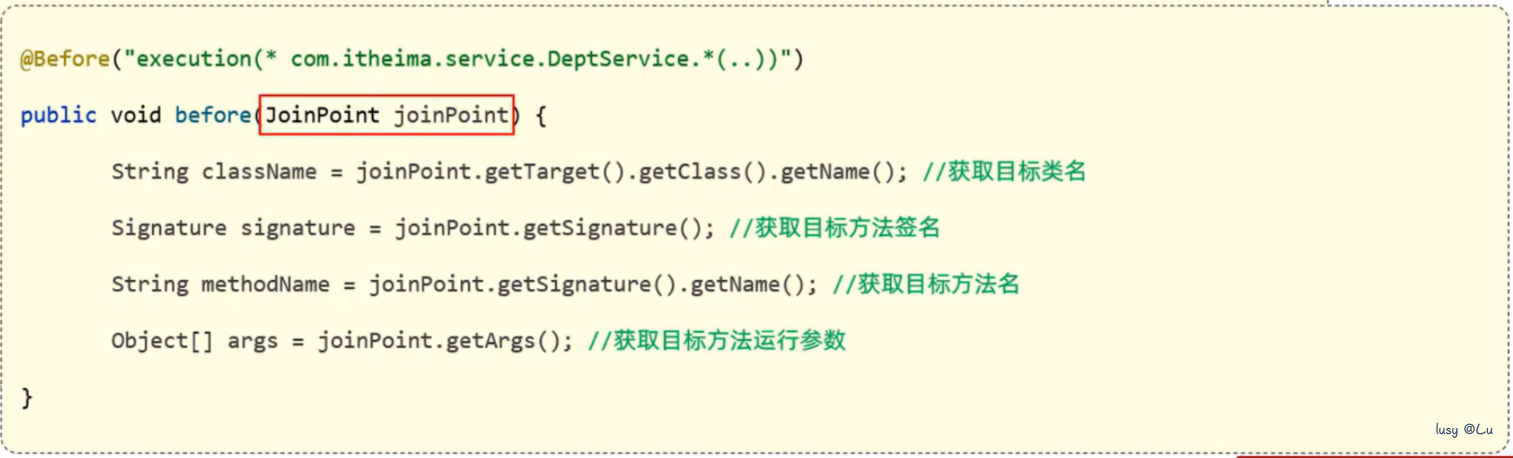 @Before("execution(* com.itheima.service.DeptService.*(..))")
public void before(JoinPoint joinPoint) {
String className = joinPoint.getTarget().getClass().getName(); //获取目标类名
Signature signature = joinPoint.getSignature(); //获取目标方法签名
String methodName = joinPoint.getSignature().getName(); //获取目标方法名
Object[] args = joinPoint.getArgs(); //获取目标方法运行参数
}
lusy @Lu